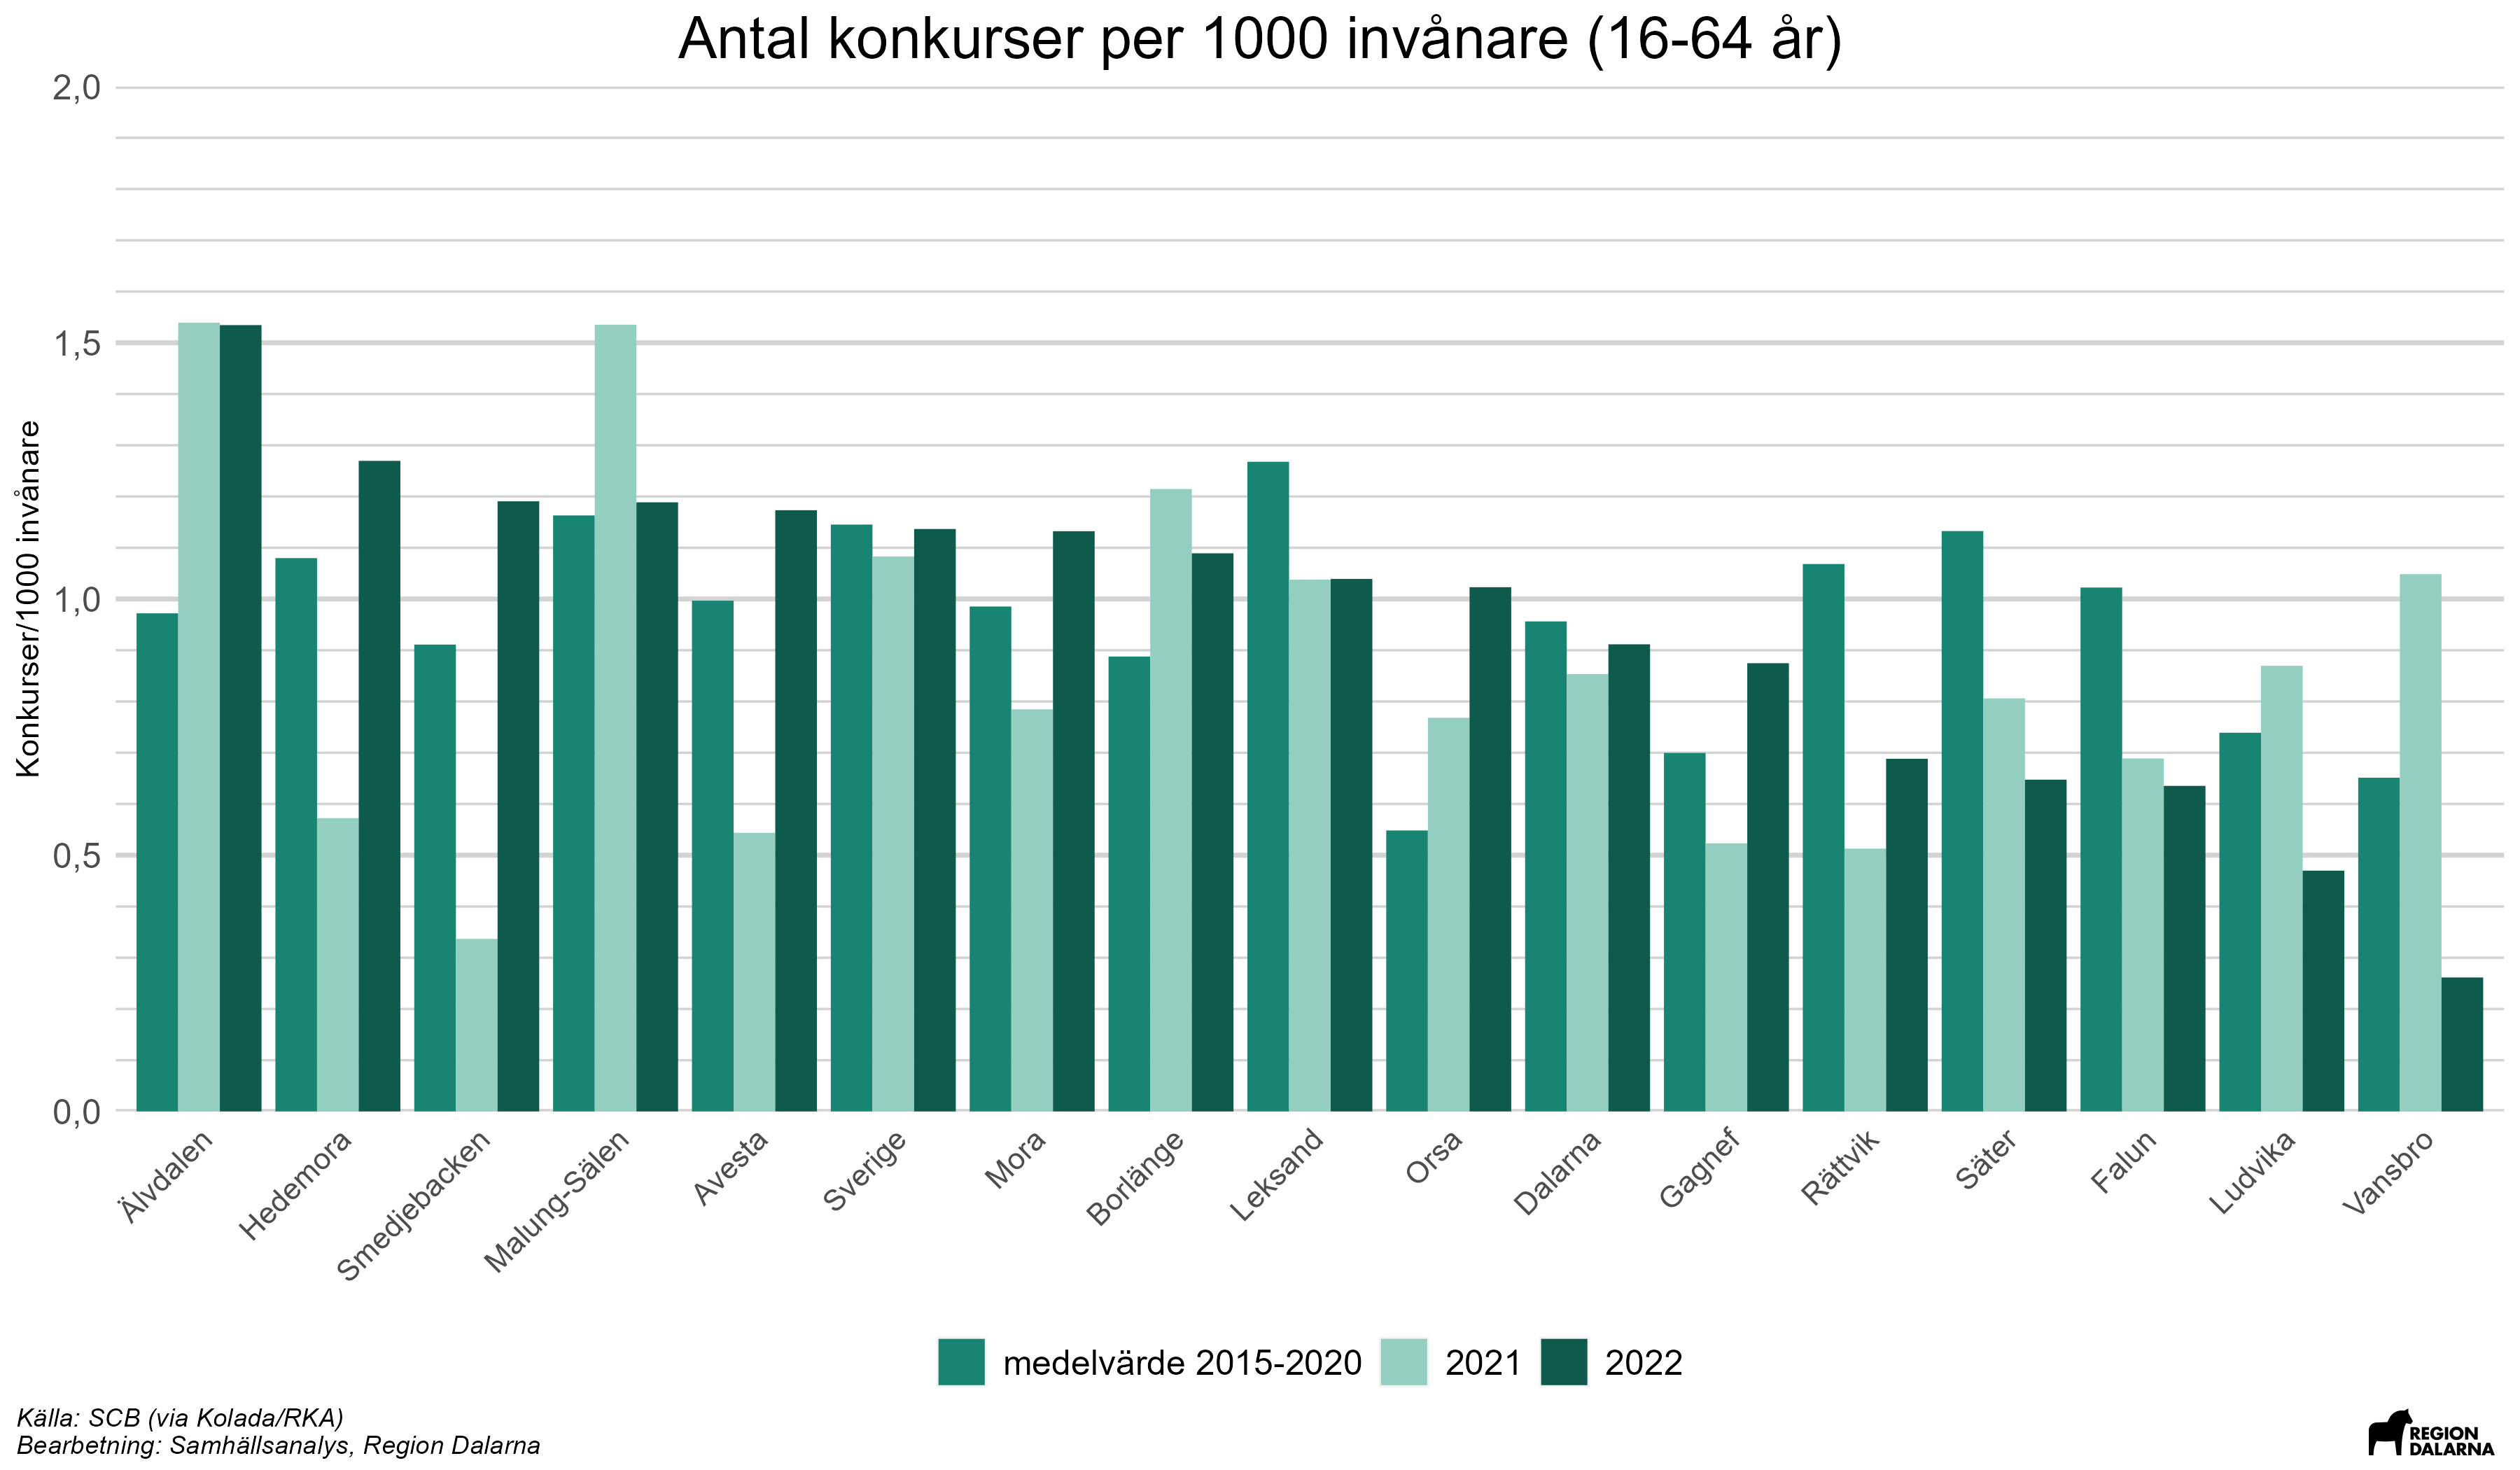 Antal konkurser per 1000 invånare (16-64 år)
Konkurser/1000 invånare
2,0
1,5
1,0
0,5
0,0
Älvdalen
Hedemora
Smedjebacken
Malung-Sälen
Avesta
Sverige
Mora
Borlänge
Leksand
Orsa
Dalarna
Gagnef
Rättvik
Säter
Falun
Ludvika
Vansbro
medelvärde 2015-2020
2021
2022
Källa: SCB (via Kolada/RKA)
Bearbetning: Samhällsanalys, Region Dalarna
REGION
DALARNA